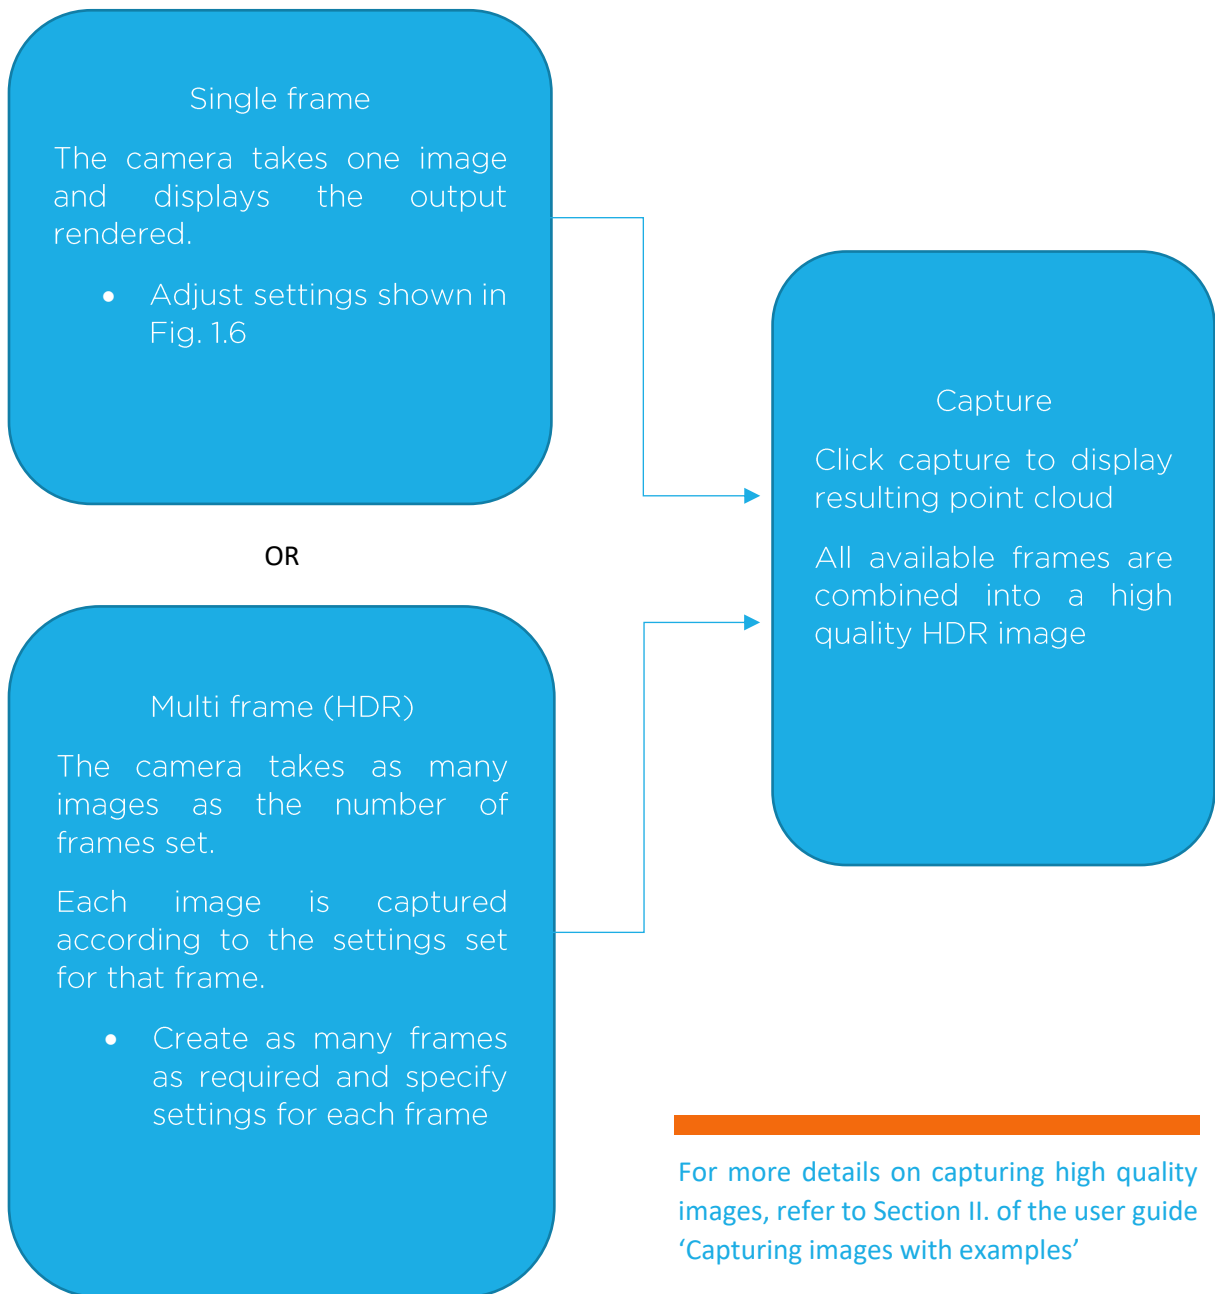 Single frame
The camera takes one image
and displays the output
rendered.
• Adjust settings shown in
Fig. 1.6
OR
Multi frame (HDR)
The camera takes as many
images as the number of
frames set.
Each image is captured
according to the settings set
for that frame.
• Create as many frames
as required and specify
settings for each frame
Capture
Click capture to display
resulting point cloud
All available frames are
combined into a high
quality HDR image
For more details on capturing high quality
images, refer to Section II. of the user guide
‘Capturing images with examples’